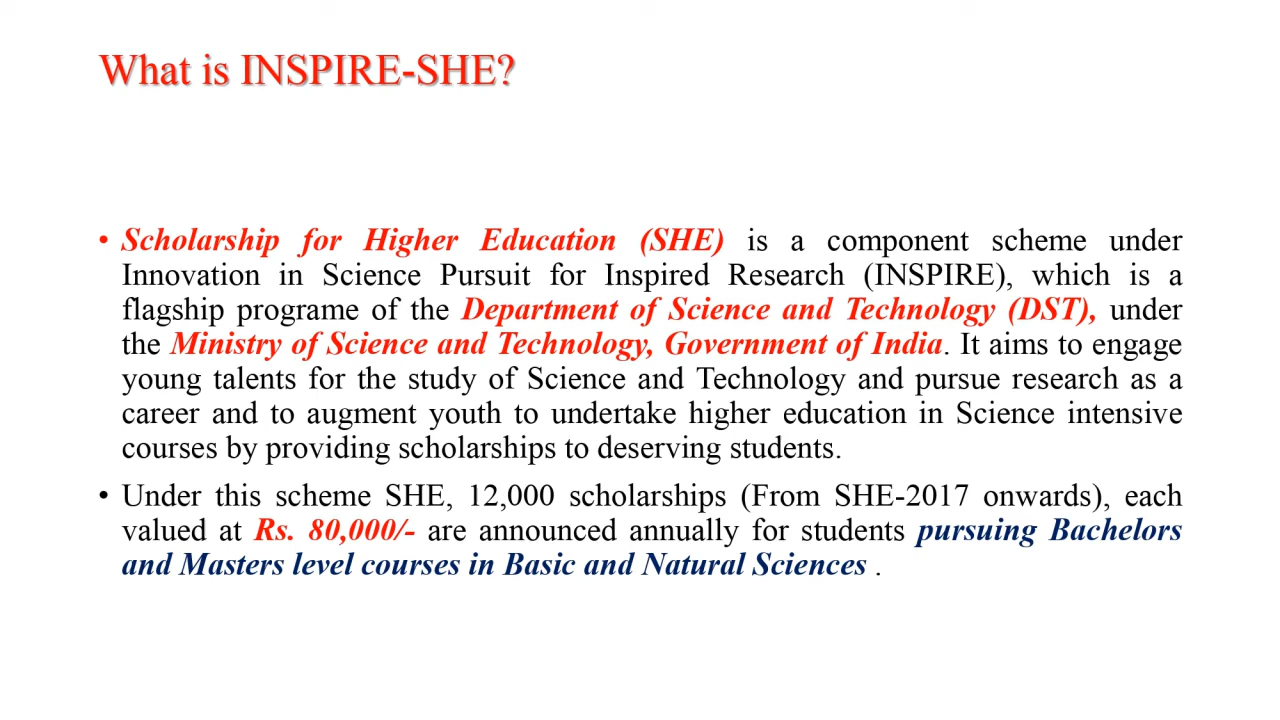 What is INSPIRE-SHE?
• Scholarship for Higher Education (SHE) is a component scheme under
Innovation in Science Pursuit for Inspired Research (INSPIRE), which is a
flagship programe of the Department of Science and Technology (DST), under
the Ministry of Science and Technology, Government of India. It aims to engage
young talents for the study of Science and Technology and pursue research as a
career and to augment youth to undertake higher education in Science intensive
courses by providing scholarships to deserving students.
• Under this scheme SHE, 12,000 scholarships (From SHE-2017 onwards), each
valued at Rs. 80,000/- are announced annually for students pursuing Bachelors
and Masters level courses in Basic and Natural Sciences .